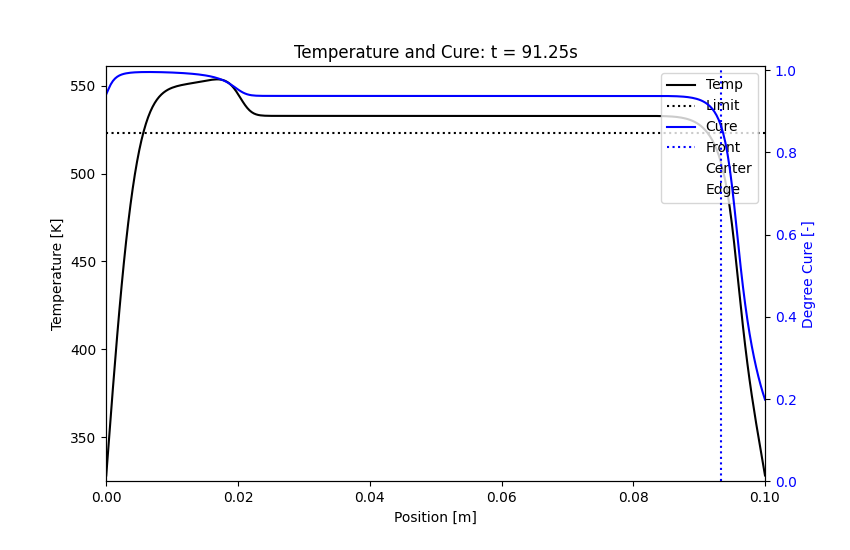 Temperature and Cure: t = 91.25s
Temp
Limit
Cure
Front
Center
Edge
Temperature [K]
550
500
450
400
350
Degree Cure [-]
1.0
0.8
0.6
0.4
0.2
0.0
0.00 0.02 0.04 0.06 0.08 0.10
Position [m]